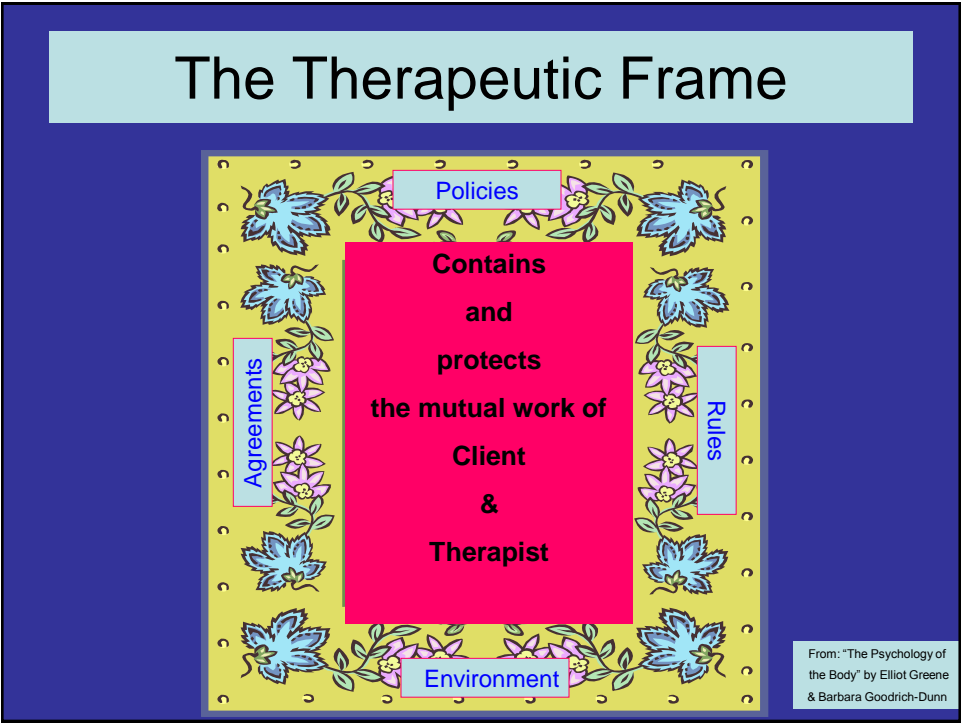 The Therapeutic Frame
Policies
Contains
and
protects
the mutual work of
Client
&
Therapist
Agreements
Rules
Environment
From: “The Psychology of
the Body” by Elliot Greene
& Barbara Goodrich-Dunn